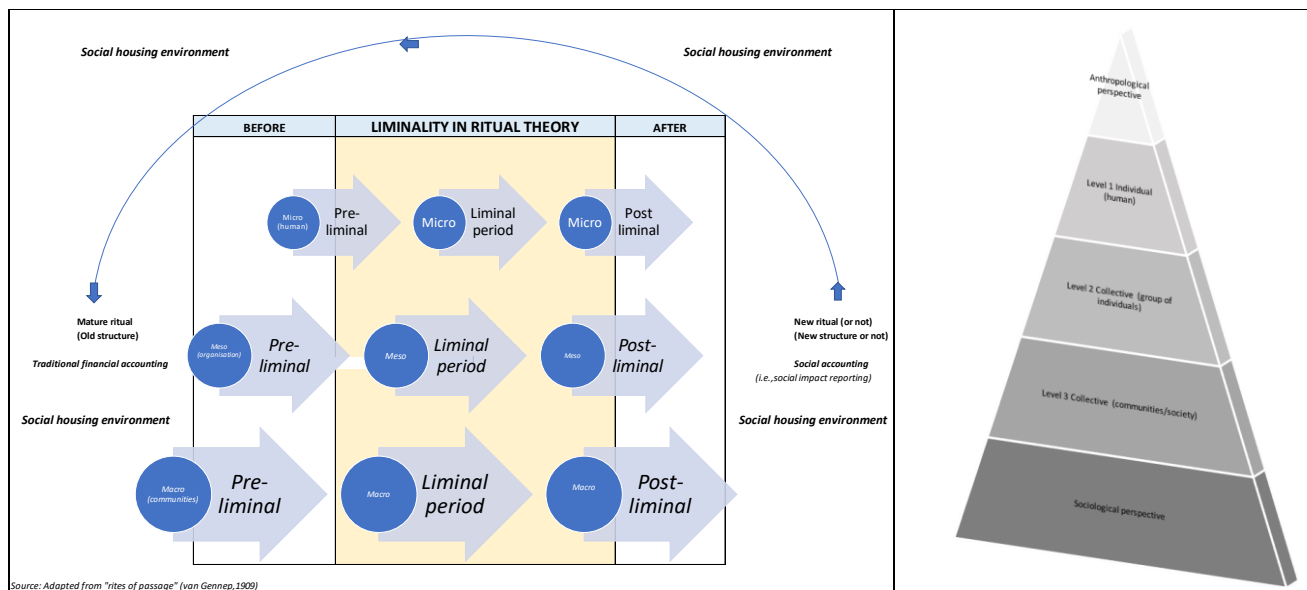 Social housing environment
Social housing environment
BEFORE
LIMINALITY IN RITUAL THEORY
AFTER
Micro
(human)
Pre-
liminal
Micro
Liminal
period
Micro
Post
liminal
Mature ritual
(Old structure)
Traditional financial accounting
Meso
(organisation)
Pre-
liminal
Meso
Liminal
period
Meso
Post-
liminal
New ritual (or not)
(New structure or not)
Social accounting
(i.e.,social impact reporting)
Social housing environment
Social housing environment
Macro
(communities)
Pre-
liminal
Macro
Liminal
period
Macro
Post-
liminal
Source: Adapted from "rites of passage" (van Gennep,1909)
Anthropological
perspective
Level 1 Individual
(human)
Level 2 Collective (group of
individuals)
Level 3 Collective (communities/society)
Sociological perspective